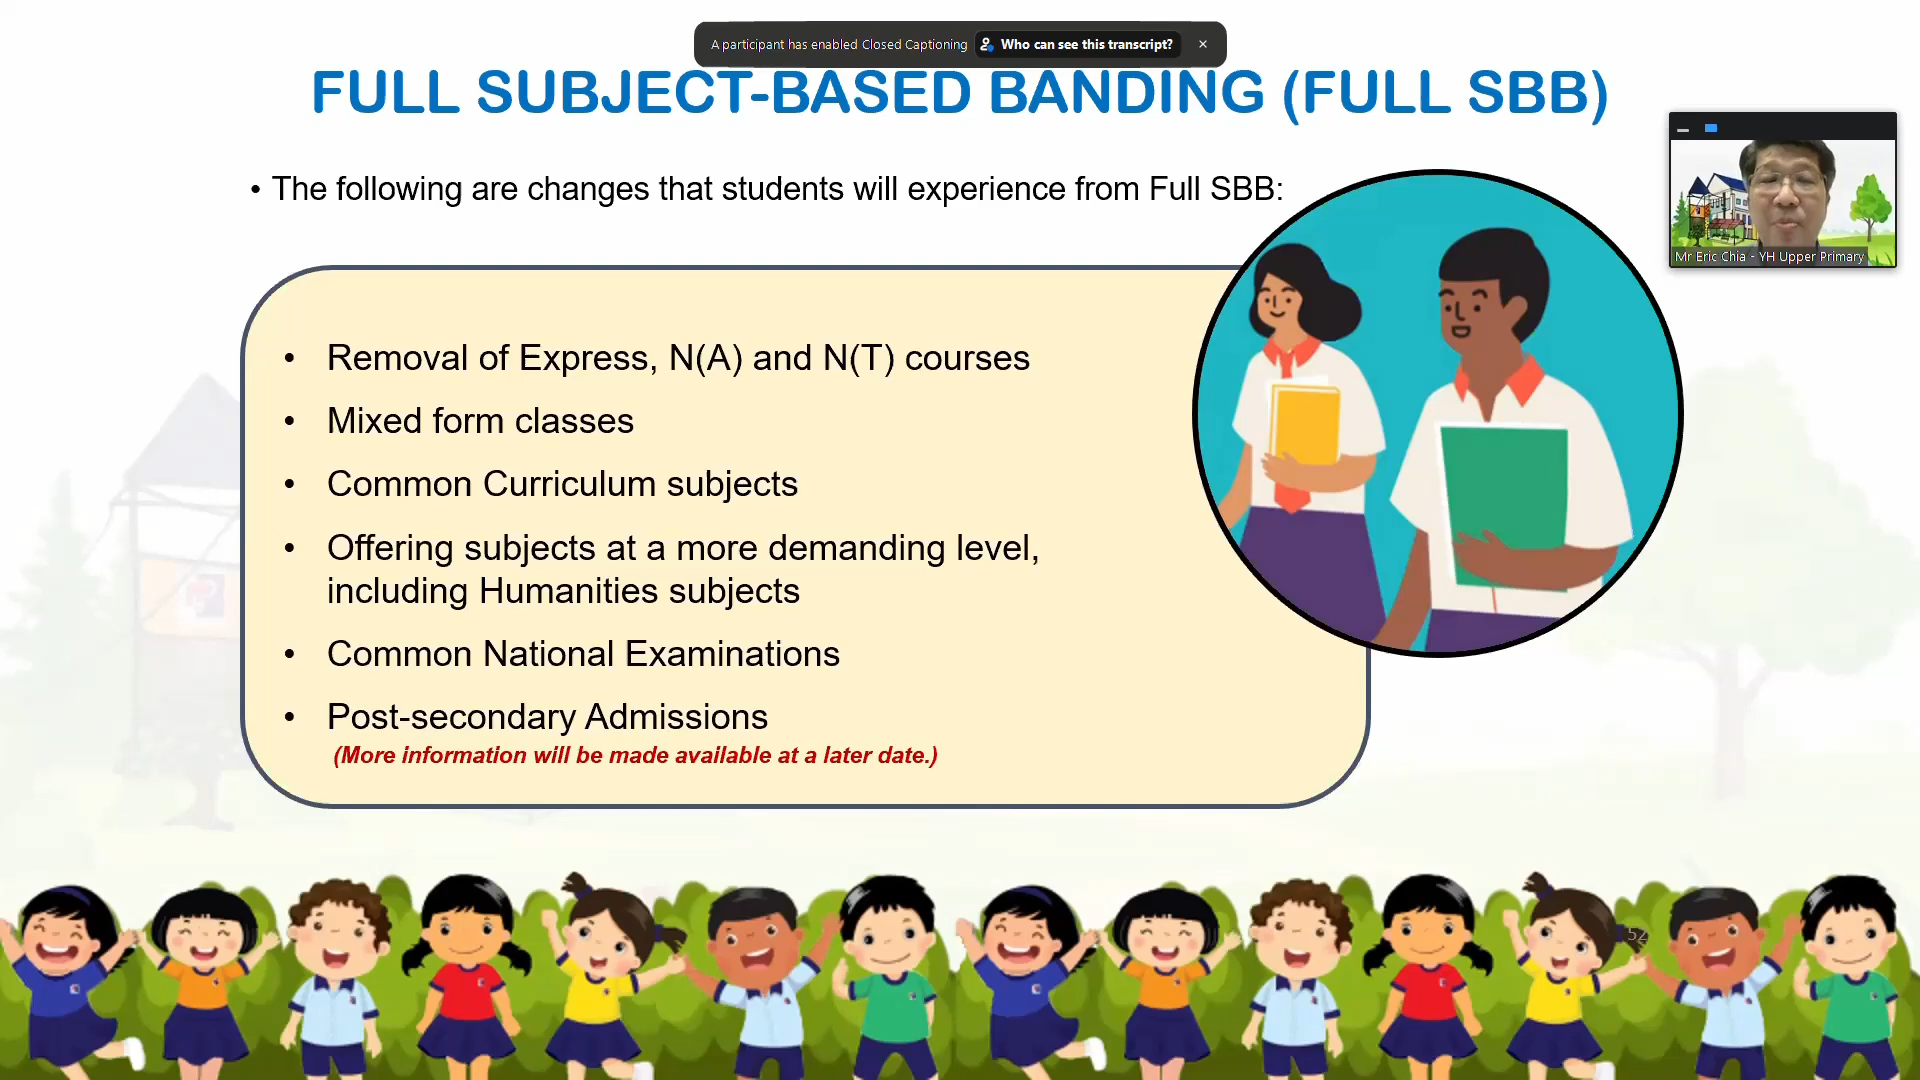 A participant has enabled Closed Captioning Who can see this transcript? ×
FULL SUBJECT-BASED BANDING (FULL SBB)
• The following are changes that students will experience from Full SBB:
Mr Eric Chia - YH Upper Primary
• Removal of Express, N(A) and N(T) courses
• Mixed form classes
• Common Curriculum subjects
• Offering subjects at a more demanding level,
including Humanities subjects
• Common National Examinations
• Post-secondary Admissions
(More information will be made available at a later date.)
52